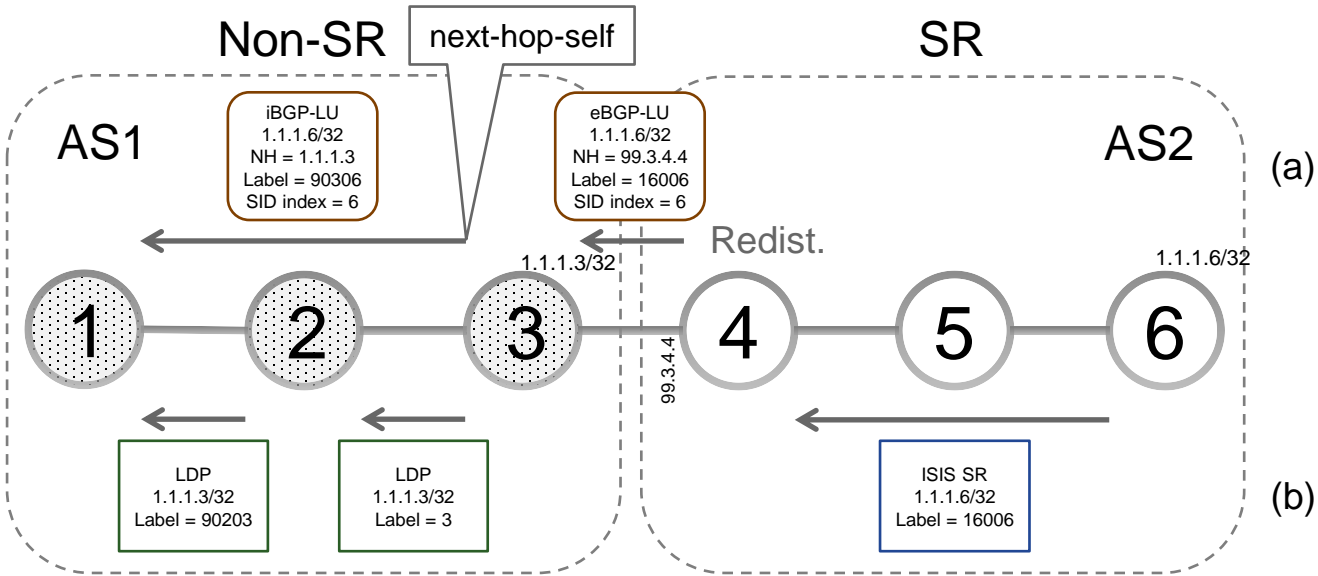 Non-SR
next-hop-self
SR
AS1
iBGP-LU
1.1.1.6/32
NH = 1.1.1.3
Label = 90306
SID index = 6
eBGP-LU
1.1.1.6/32
NH = 99.3.4.4
Label = 16006
SID index = 6
AS2
(a)
Redist.
1.1.1.3/32
1.1.1.6/32
1
2
3
4
5
6
99.3.4.4
LDP
1.1.1.3/32
Label = 90203
LDP
1.1.1.3/32
Label = 3
ISIS SR
1.1.1.6/32
Label = 16006
(b)